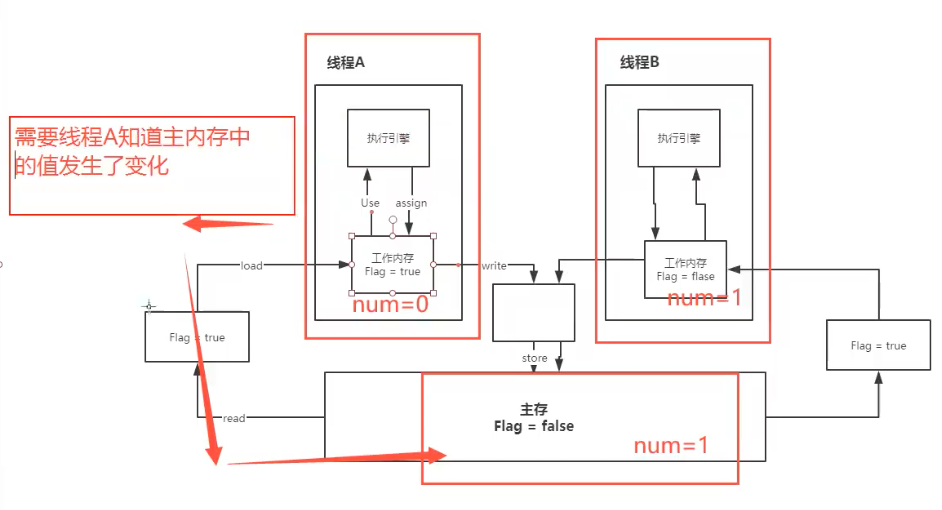 线程A
线程B
需要线程A知道主内存中
的值发生了变化
执行引擎
执行引擎
Use
assign
工作内存
Flag = true
工作内存
Flag = flase
load
write
num=0
num=1
Flag = true
Flag = true
store
read
主存
Flag = false
num=1